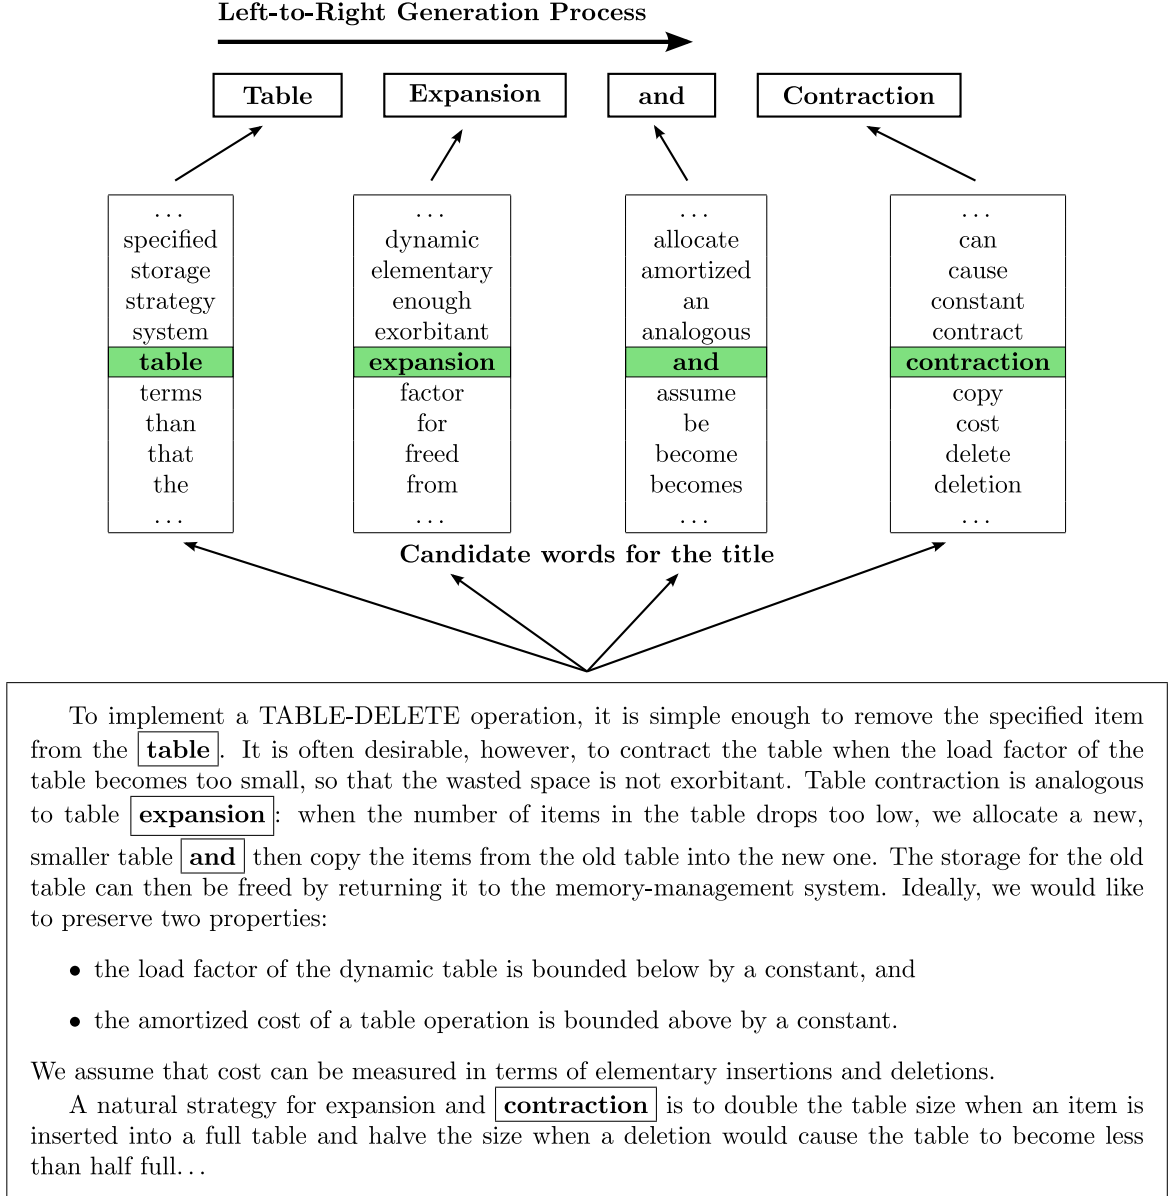 Left-to-Right Generation Process
Table Expansion and Contraction
...
specified
storage
strategy
system
table
terms
than
that
the
...
...
dynamic
elementary
enough
exorbitant
expansion
factor
for
freed
from
...
...
allocate
amortized
an
analogous
and
assume
be
become
becomes
...
...
can
cause
constant
contract
contraction
copy
cost
delete
deletion
...
Candidate words for the title
To implement a TABLE-DELETE operation, it is simple enough to remove the specified item
from the table. It is often desirable, however, to contract the table when the load factor of the
table becomes too small, so that the wasted space is not exorbitant. Table contraction is analogous
to table expansion: when the number of items in the table drops too low, we allocate a new,
smaller table and then copy the items from the old table into the new one. The storage for the old
table can then be freed by returning it to the memory-management system. Ideally, we would like
to preserve two properties:
• the load factor of the dynamic table is bounded below by a constant, and
• the amortized cost of a table operation is bounded above by a constant.
We assume that cost can be measured in terms of elementary insertions and deletions.
A natural strategy for expansion and contraction is to double the table size when an item is
inserted into a full table and halve the size when a deletion would cause the table to become less
than half full...